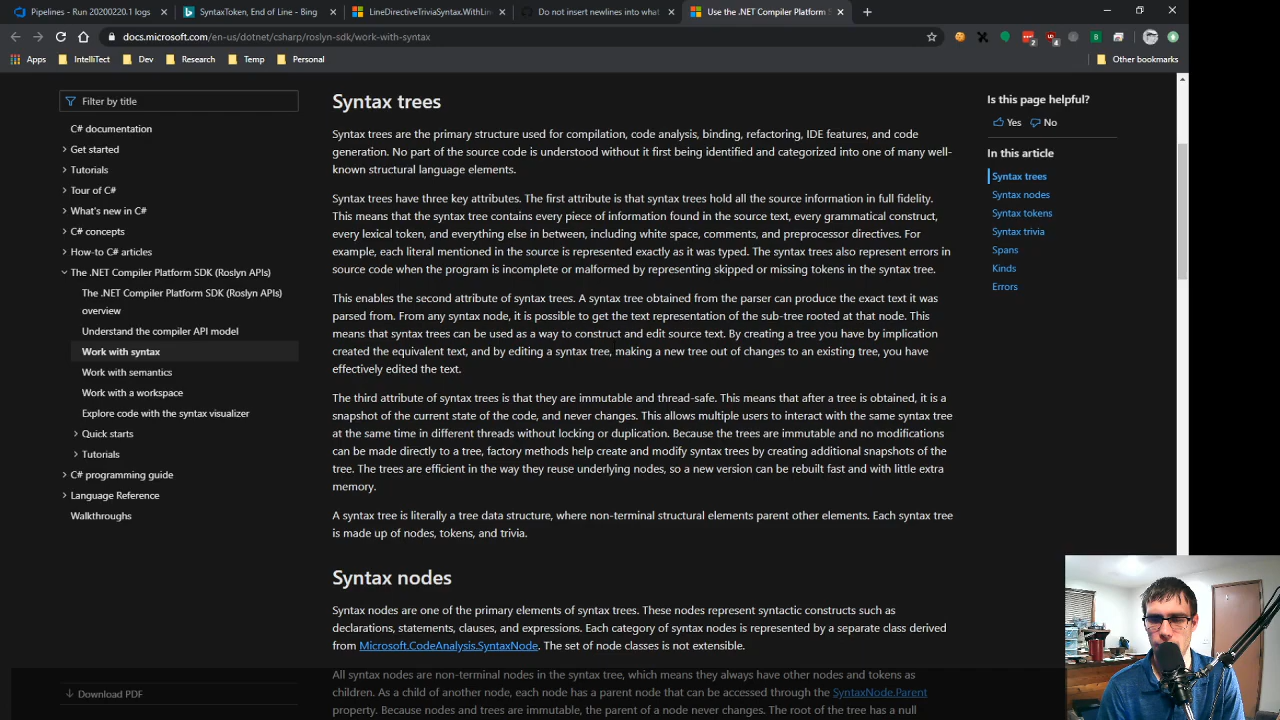 Pipelines - Run 20200220.1 logs
SyntaxToken, End of Line - Bing
LineDirectiveTriviaSyntax.WithLin
Do not insert newlines into what
Use the .NET Compiler Platform S
docs.microsoft.com/en-us/dotnet/csharp/roslyn-sdk/work-with-syntax
Apps
IntelliTect
Dev
Research
Temp
Personal
Other bookmarks
Filter by title
C# documentation
Get started
Tutorials
Tour of C#
What's new in C#
C# concepts
How-to C# articles
The .NET Compiler Platform SDK (Roslyn APIs)
The .NET Compiler Platform SDK (Roslyn APIs)
overview
Understand the compiler API model
Work with syntax
Work with semantics
Work with a workspace
Explore code with the syntax visualizer
Quick starts
Tutorials
C# programming guide
Language Reference
Walkthroughs
Download PDF
Syntax trees
Syntax trees are the primary structure used for compilation, code analysis, binding, refactoring, IDE features, and code
generation. No part of the source code is understood without it first being identified and categorized into one of many well-
known structural language elements.
Syntax trees have three key attributes. The first attribute is that syntax trees hold all the source information in full fidelity.
This means that the syntax tree contains every piece of information found in the source text, every grammatical construct,
every lexical token, and everything else in between, including white space, comments, and preprocessor directives. For
example, each literal mentioned in the source is represented exactly as it was typed. The syntax trees also represent errors in
source code when the program is incomplete or malformed by representing skipped or missing tokens in the syntax tree.
This enables the second attribute of syntax trees. A syntax tree obtained from the parser can produce the exact text it was
parsed from. From any syntax node, it is possible to get the text representation of the sub-tree rooted at that node. This
means that syntax trees can be used as a way to construct and edit source text. By creating a tree you have by implication
created the equivalent text, and by editing a syntax tree, making a new tree out of changes to an existing tree, you have
effectively edited the text.
The third attribute of syntax trees is that they are immutable and thread-safe. This means that after a tree is obtained, it is a
snapshot of the current state of the code, and never changes. This allows multiple users to interact with the same syntax tree
at the same time in different threads without locking or duplication. Because the trees are immutable and no modifications
can be made directly to a tree, factory methods help create and modify syntax trees by creating additional snapshots of the
tree. The trees are efficient in the way they reuse underlying nodes, so a new version can be rebuilt fast and with little extra
memory.
A syntax tree is literally a tree data structure, where non-terminal structural elements parent other elements. Each syntax tree
is made up of nodes, tokens, and trivia.
Syntax nodes
Syntax nodes are one of the primary elements of syntax trees. These nodes represent syntactic constructs such as
declarations, statements, clauses, and expressions. Each category of syntax nodes is represented by a separate class derived
from Microsoft.CodeAnalysis.SyntaxNode. The set of node classes is not extensible.
All syntax nodes are non-terminal nodes in the syntax tree, which means they always have other nodes and tokens as
children. As a child of another node, each node has a parent node that can be accessed through the SyntaxNode.Parent
property. Because nodes and trees are immutable, the parent of a node never changes. The root of the tree has a null
Is this page helpful?
Yes
No
In this article
Syntax trees
Syntax nodes
Syntax tokens
Syntax trivia
Spans
Kinds
Errors